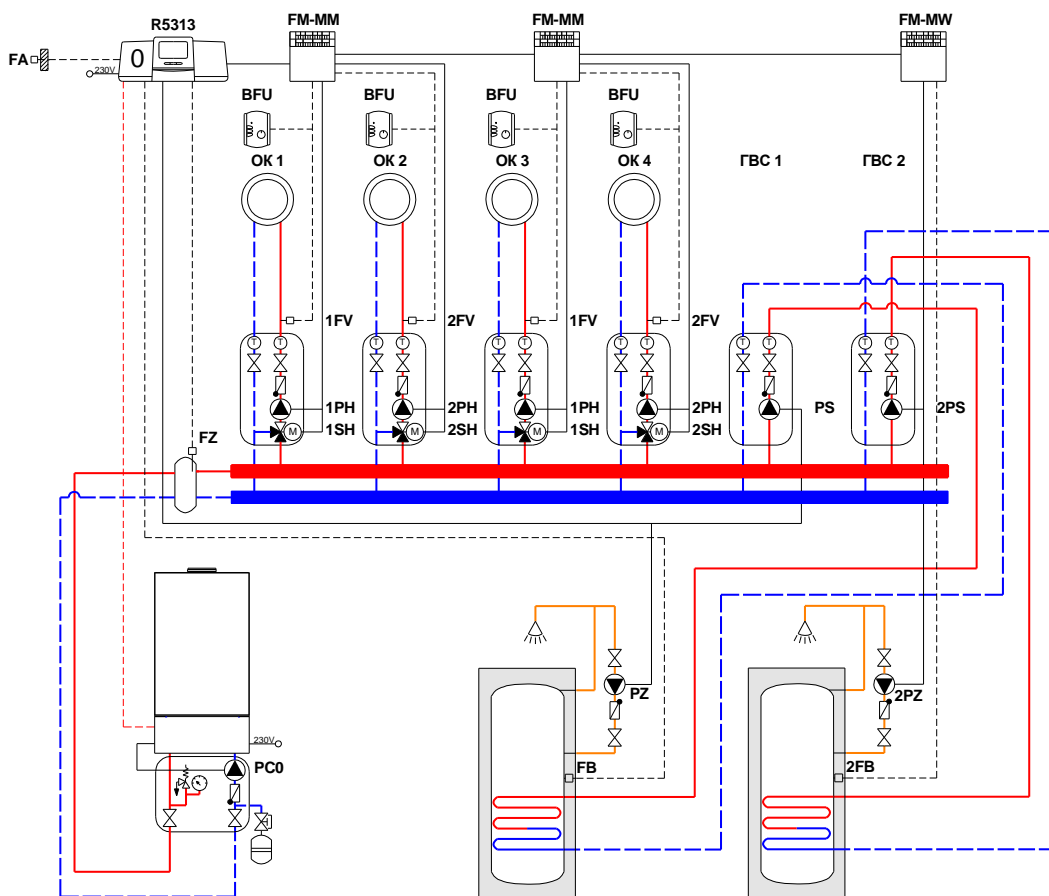 R5313
FM-MM
FM-MM
FM-MW
FA
0
230V
BFU
BFU
BFU
BFU
ОК 1
ОК 2
ОК 3
ОК 4
ГВС 1
ГВС 2
1FV
2FV
1FV
2FV
T
T
T
T
T
T
T
T
T
T
T
T
1PH
2PH
1PH
2PH
PS
2PS
M
1SH
M
2SH
M
1SH
M
2SH
FZ
PZ
2PZ
230V
PC0
FB
2FB